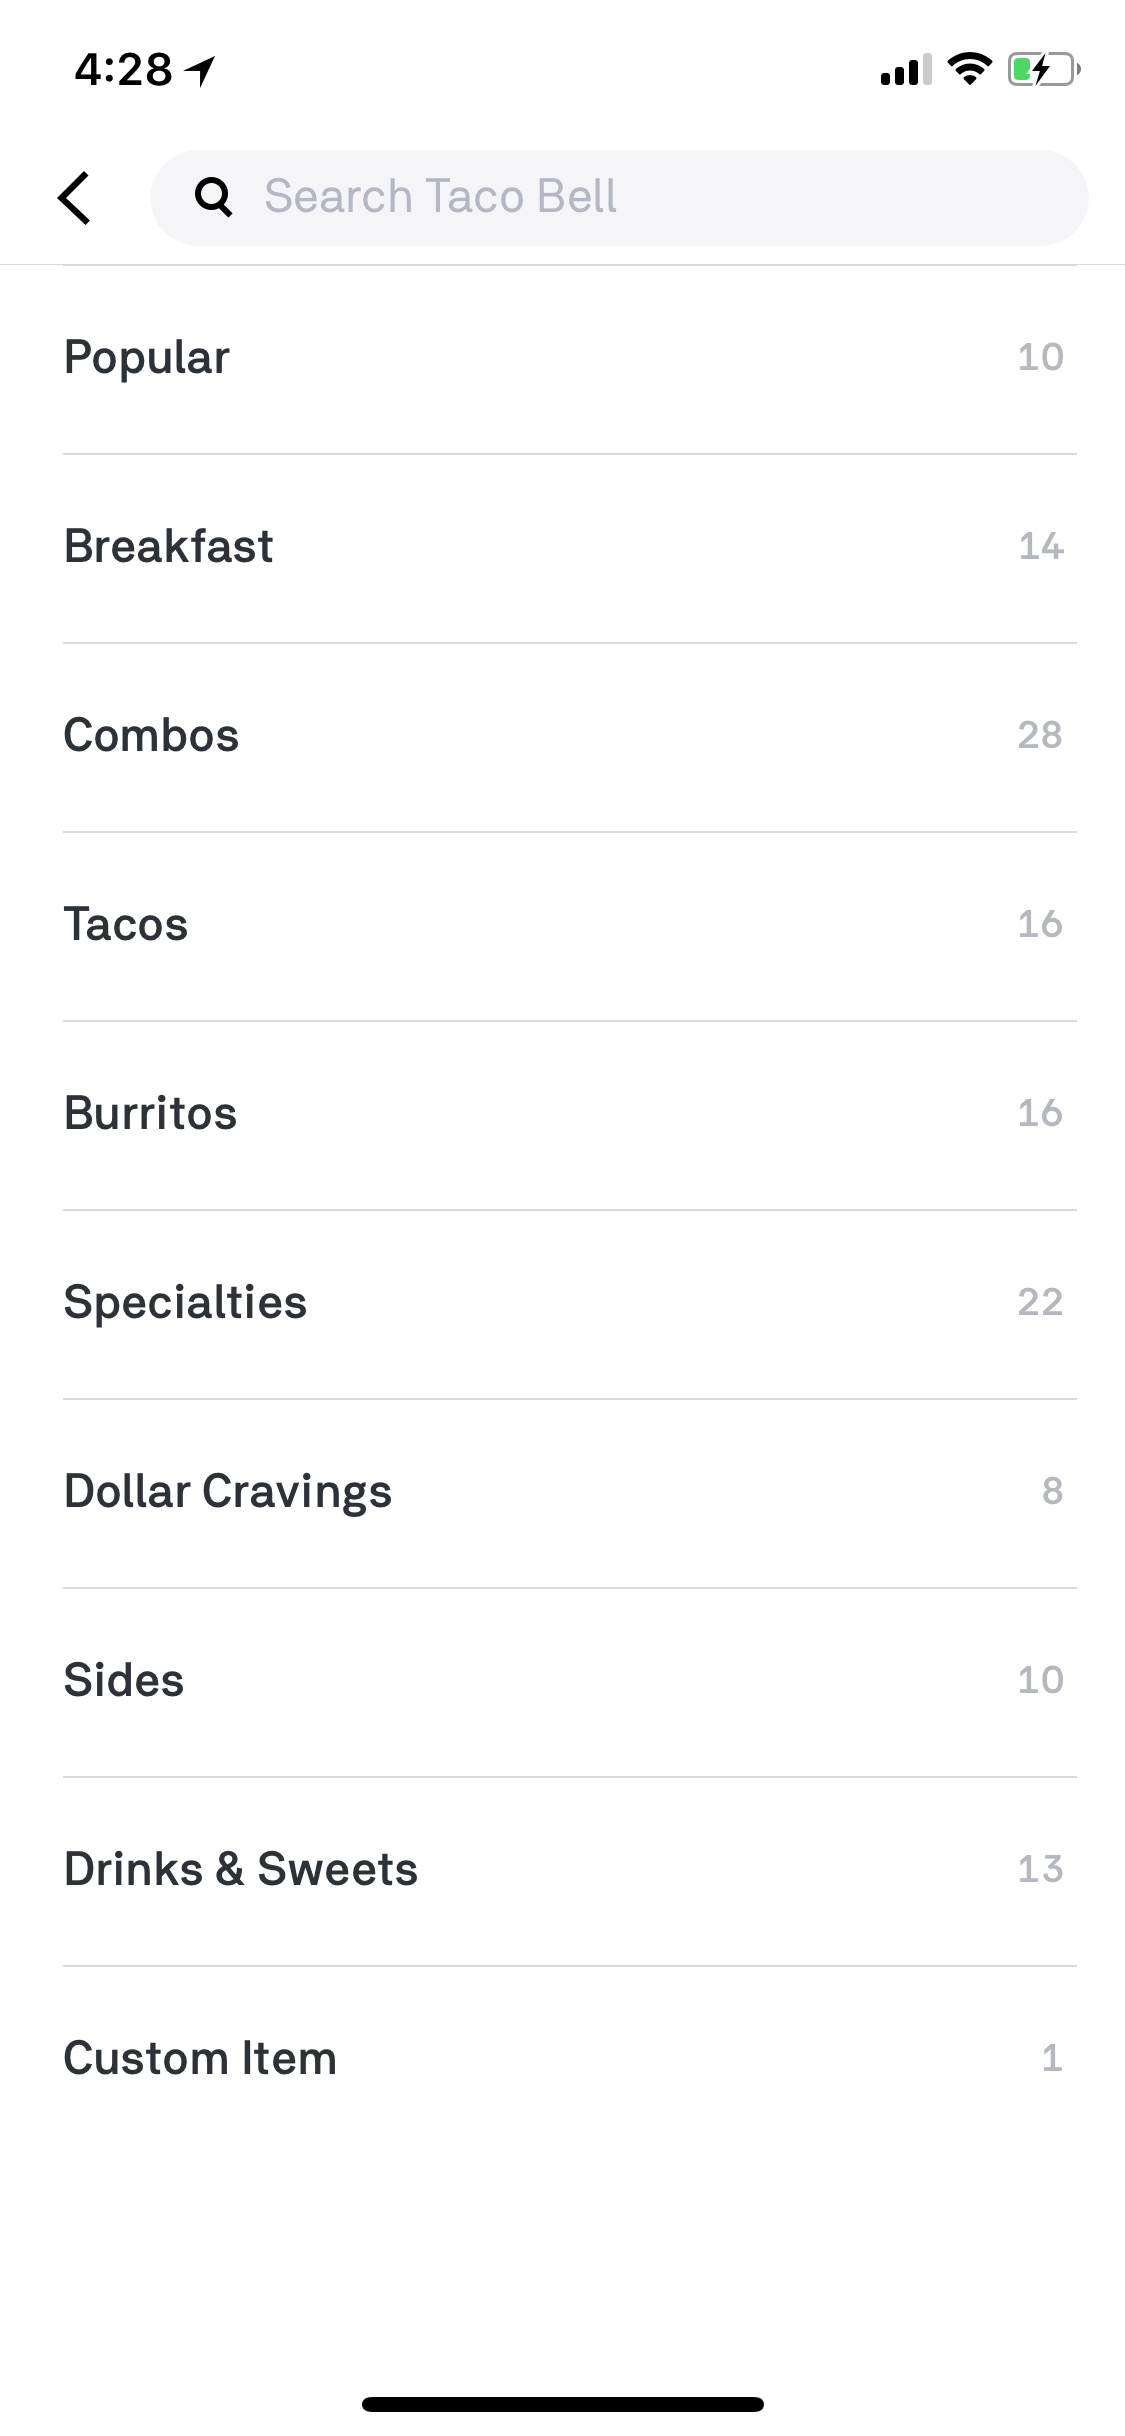 4:28
Search Taco Bell
Popular 10
Breakfast 14
Combos 28
Tacos 16
Burritos 16
Specialties 22
Dollar Cravings 8
Sides 10
Drinks & Sweets 13
Custom Item 1